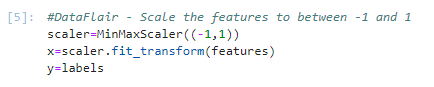 [5]: #DataFlair - Scale the features to between -1 and 1
scaler=MinMaxScaler((-1,1))
x=scaler.fit_transform(features)
y=labels